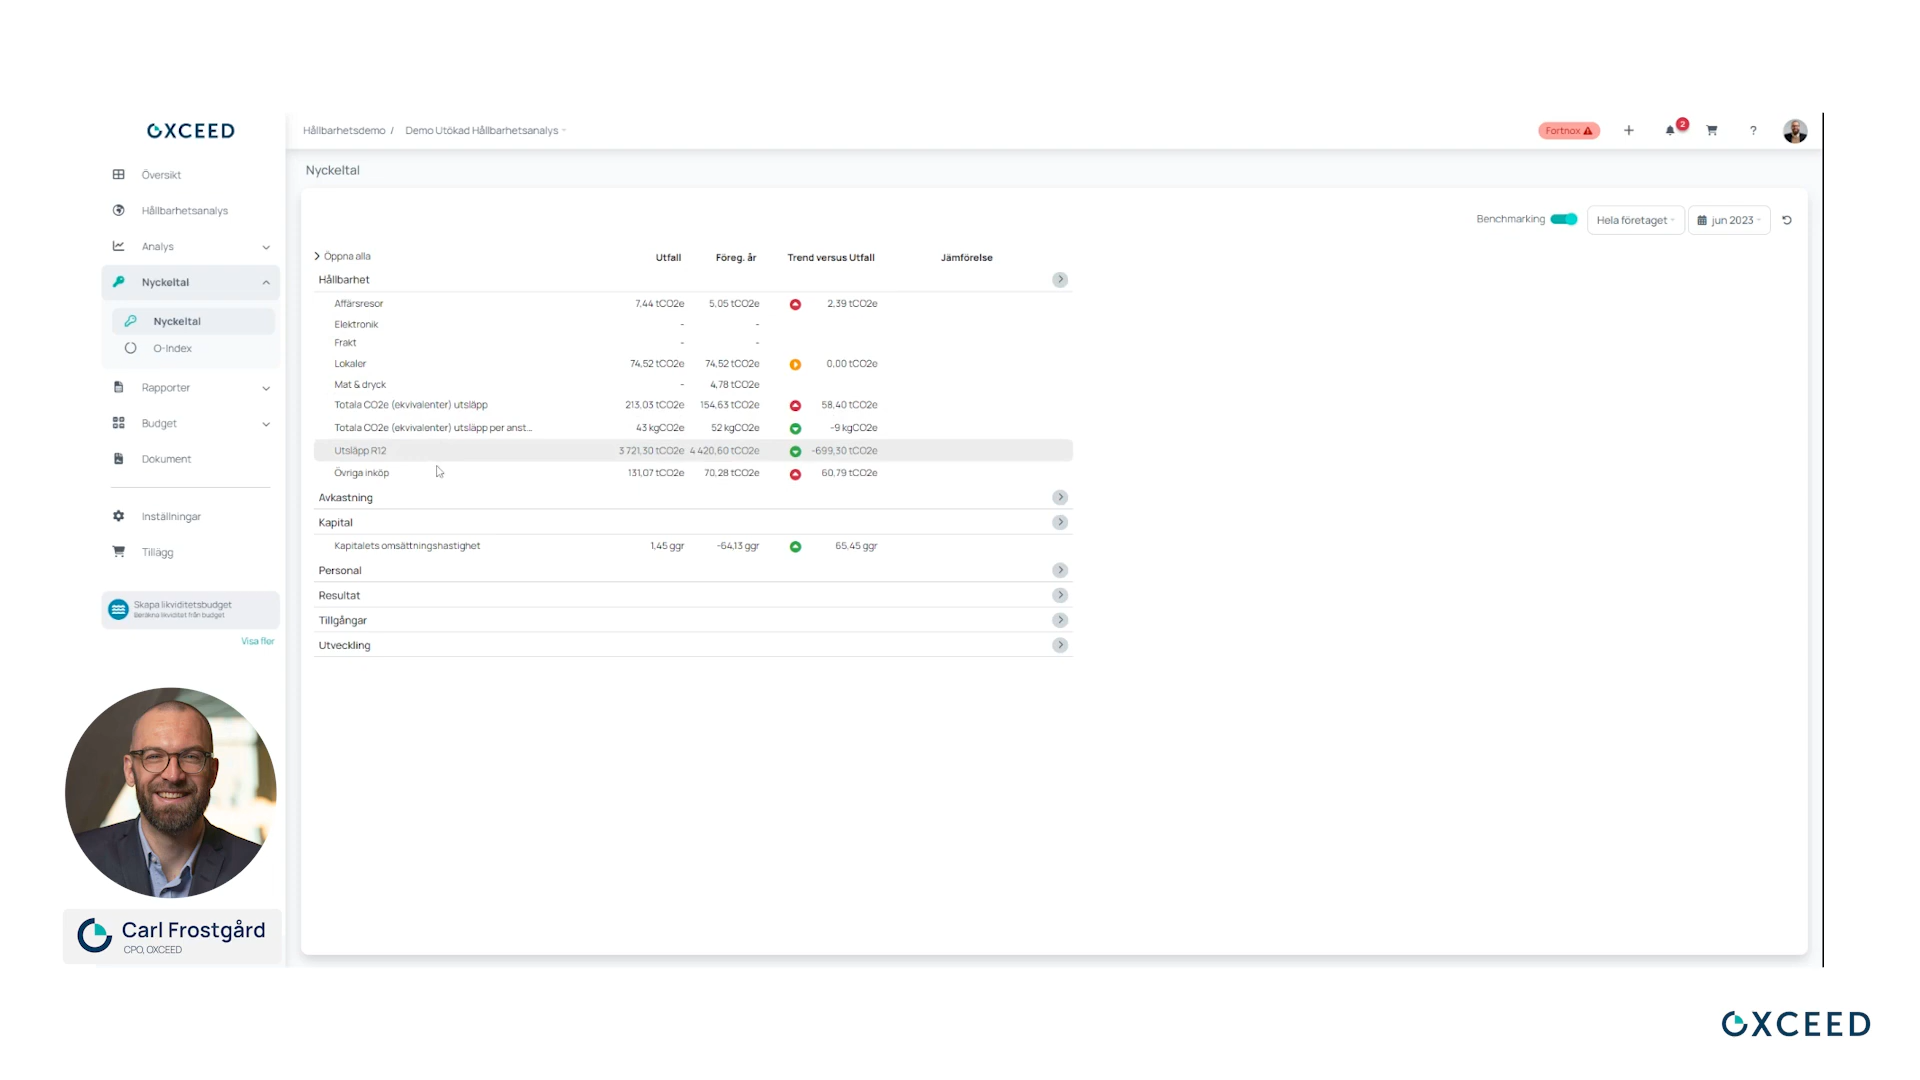 OXCEED
Hållbarhetsdemo / Demo Utökad Hållbarhetsanalys
Fortnox
2
?
Översikt
Hållbarhetsanalys
Analys
Nyckeltal
Nyckeltal
O-Index
Rapporter
Budget
Dokument
Inställningar
Tillägg
Skapa likviditetsbudget
Beräkna likviditet från budget
Visa fler
Nyckeltal
Benchmarking Hela företaget jun 2023
Öppna alla Utfall Föreg. år Trend versus Utfall Jämförelse
Hållbarhet
Affärsresor 7,44 tCO2e 5,05 tCO2e 2,39 tCO2e
Elektronik - -
Frakt - -
Lokaler 74,52 tCO2e 74,52 tCO2e 0,00 tCO2e
Mat & dryck - 4,78 tCO2e
Totala CO2e (ekvivalenter) utsläpp 213,03 tCO2e 154,63 tCO2e 58,40 tCO2e
Totala CO2e (ekvivalenter) utsläpp per anst... 43 kgCO2e 52 kgCO2e -9 kgCO2e
Utsläpp R12 3 721,30 tCO2e 4 420,60 tCO2e -699,30 tCO2e
Övriga inköp 131,07 tCO2e 70,28 tCO2e 60,79 tCO2e
Avkastning
Kapital
Kapitalets omsättningshastighet 1,45 ggr -64,13 ggr 65,45 ggr
Personal
Resultat
Tillgångar
Utveckling
Carl Frostgård
CPO, OXCEED
OXCEED